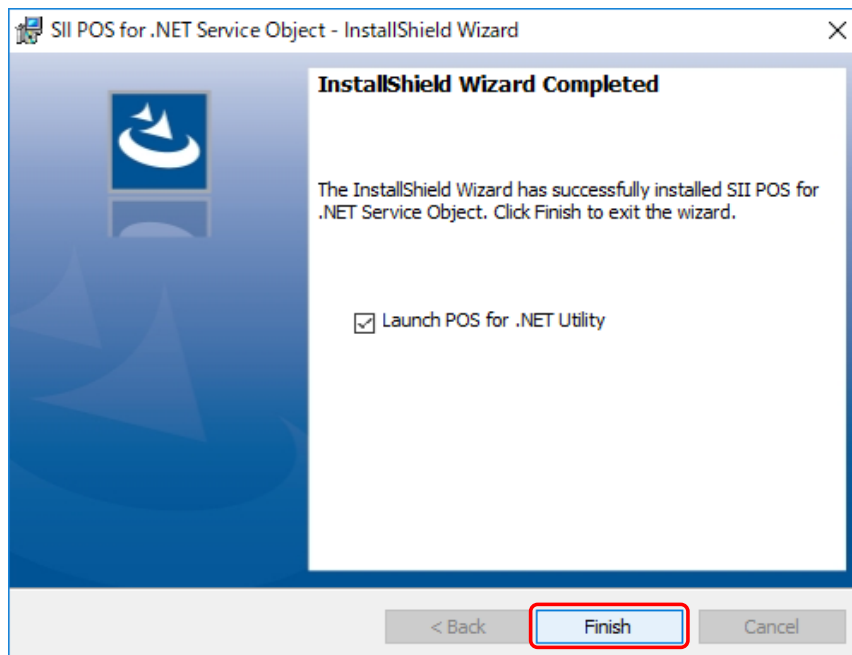 SII POS for .NET Service Object - InstallShield Wizard
InstallShield Wizard Completed
The InstallShield Wizard has successfully installed SII POS for
.NET Service Object. Click Finish to exit the wizard.
Launch POS for .NET Utility
< Back Finish Cancel